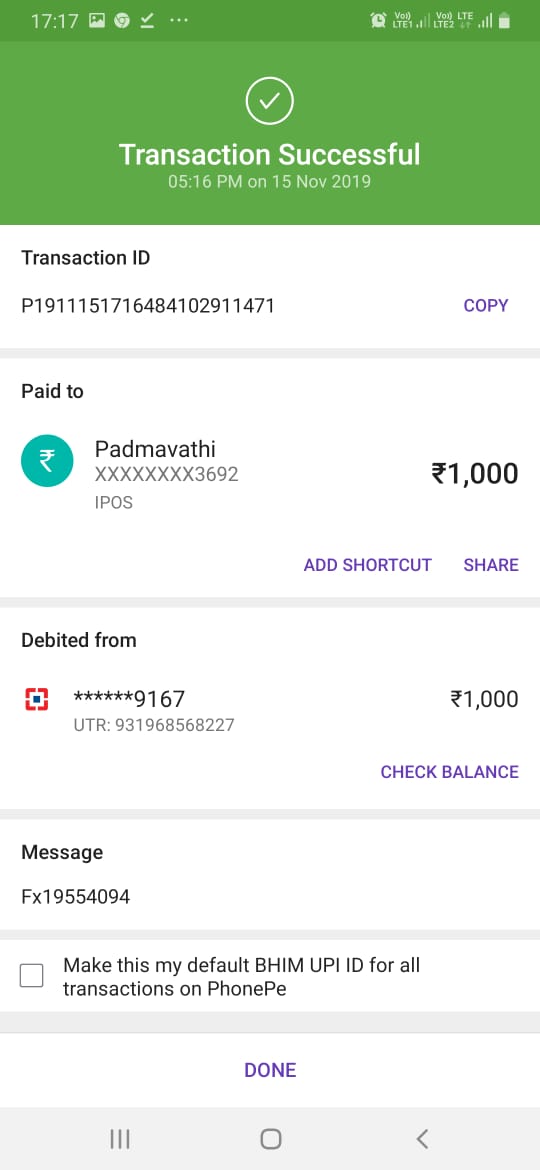 17:17
Vo) LTE1 Vo) LTE LTE2
Transaction Successful
05:16 PM on 15 Nov 2019
Transaction ID
P1911151716484102911471
COPY
Paid to
Padmavathi
XXXXXXXX3692
₹1,000
IPOS
ADD SHORTCUT SHARE
Debited from
******9167 ₹1,000
UTR: 931968568227
CHECK BALANCE
Message
Fx19554094
Make this my default BHIM UPI ID for all
transactions on PhonePe
DONE